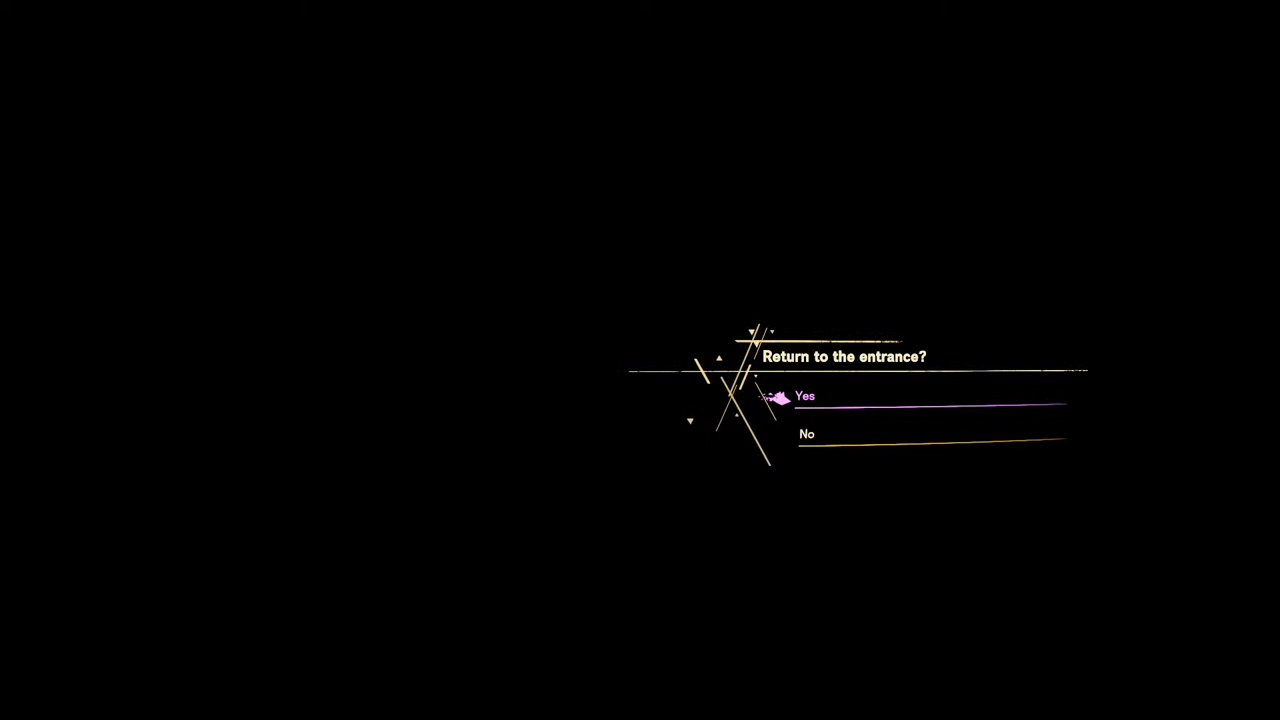 Return to the entrance?
Yes
No